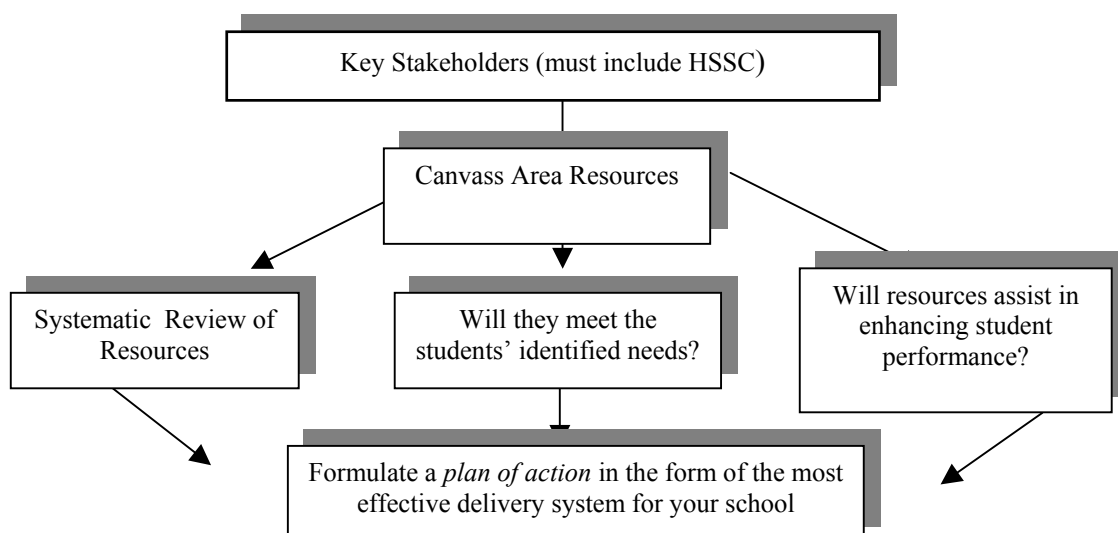 Key Stakeholders (must include HSSC)
Canvass Area Resources
Systematic Review of
Resources
Will they meet the
students’ identified needs?
Will resources assist in
enhancing student
performance?
Formulate a plan of action in the form of the most
effective delivery system for your school